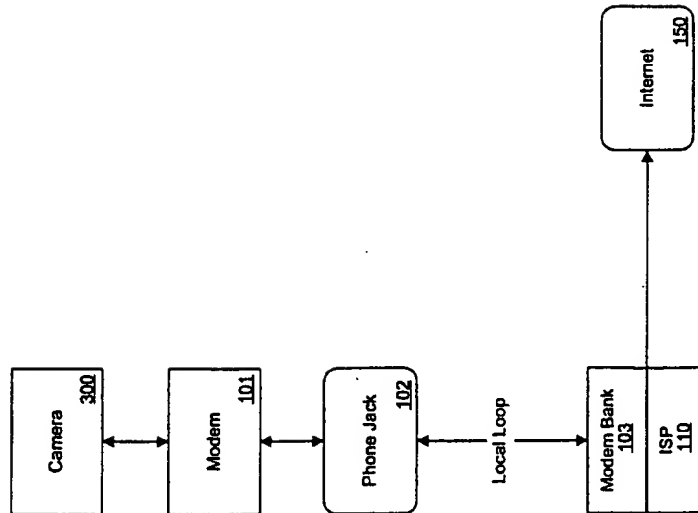 Camera
300
Modem
101
Phone Jack
102
Local Loop
Modem Bank
103
ISP
110
Internet
150